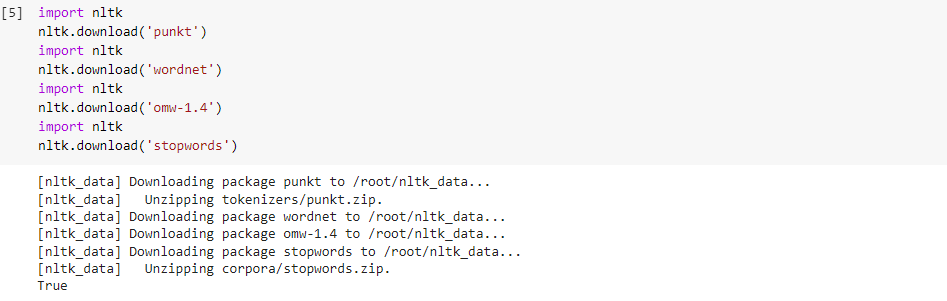 [5] import nltk
nltk.download('punkt')
import nltk
nltk.download('wordnet')
import nltk
nltk.download('omw-1.4')
import nltk
nltk.download('stopwords')
[nltk_data] Downloading package punkt to /root/nltk_data...
[nltk_data]   Unzipping tokenizers/punkt.zip.
[nltk_data] Downloading package wordnet to /root/nltk_data...
[nltk_data] Downloading package omw-1.4 to /root/nltk_data...
[nltk_data] Downloading package stopwords to /root/nltk_data...
[nltk_data]   Unzipping corpora/stopwords.zip.
True